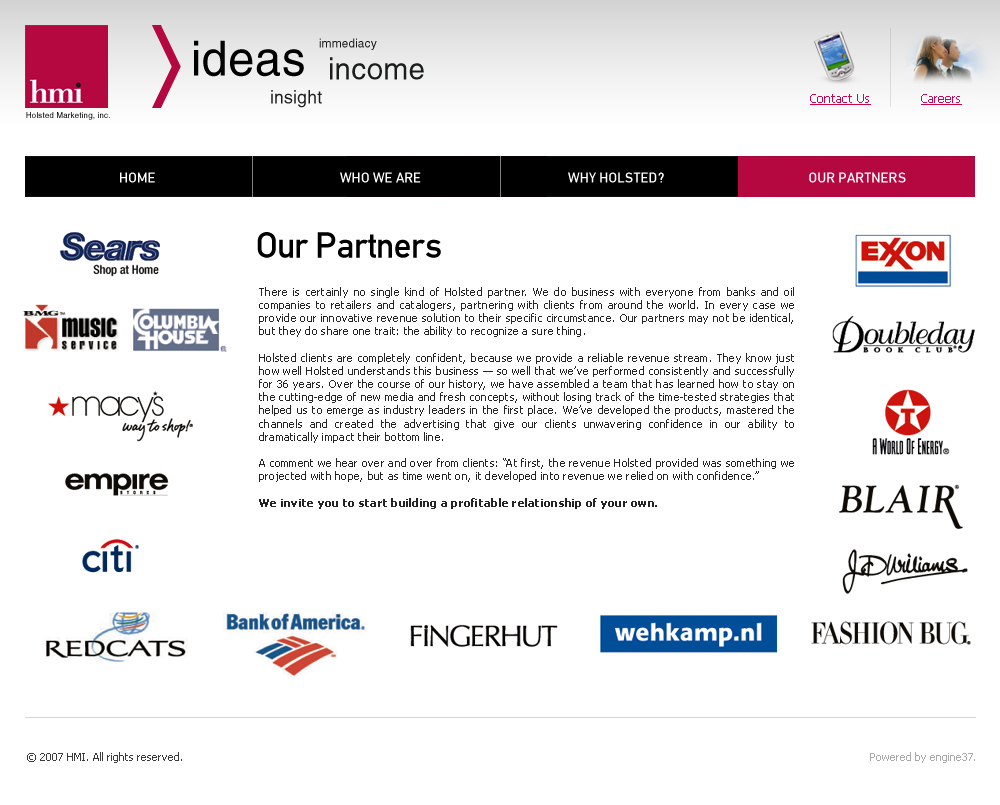 hmi
Holsted Marketing, inc.
ideas
immediacy
income
insight
Contact Us
Careers
HOME
WHO WE ARE
WHY HOLSTED?
OUR PARTNERS
Sears
Shop at Home
BMG™
MUSIC
SERVICE
COLUMBIA
HOUSE®
macy's
way to shop!®
empire
STORES
citi®
Our Partners
There is certainly no single kind of Holsted partner. We do business with everyone from banks and oil
companies to retailers and catalogers, partnering with clients from around the world. In every case we
provide our innovative revenue solution to their specific circumstance. Our partners may not be identical,
but they do share one trait: the ability to recognize a sure thing.
Holsted clients are completely confident, because we provide a reliable revenue stream. They know just
how well Holsted understands this business — so well that we’ve performed consistently and successfully
for 36 years. Over the course of our history, we have assembled a team that has learned how to stay on
the cutting-edge of new media and fresh concepts, without losing track of the time-tested strategies that
helped us to emerge as industry leaders in the first place. We’ve developed the products, mastered the
channels and created the advertising that give our clients unwavering confidence in our ability to
dramatically impact their bottom line.
A comment we hear over and over from clients: “At first, the revenue Holsted provided was something we
projected with hope, but as time went on, it developed into revenue we relied on with confidence.”
We invite you to start building a profitable relationship of your own.
EXXON
Doubleday
BOOK CLUB®
T
A WORLD OF ENERGY®
BLAIR®
J.D.Williams.
REDCATS
Bank of America.
FINGERHUT
wehkamp.nl
FASHION BUG.
© 2007 HMI. All rights reserved.
Powered by engine37.